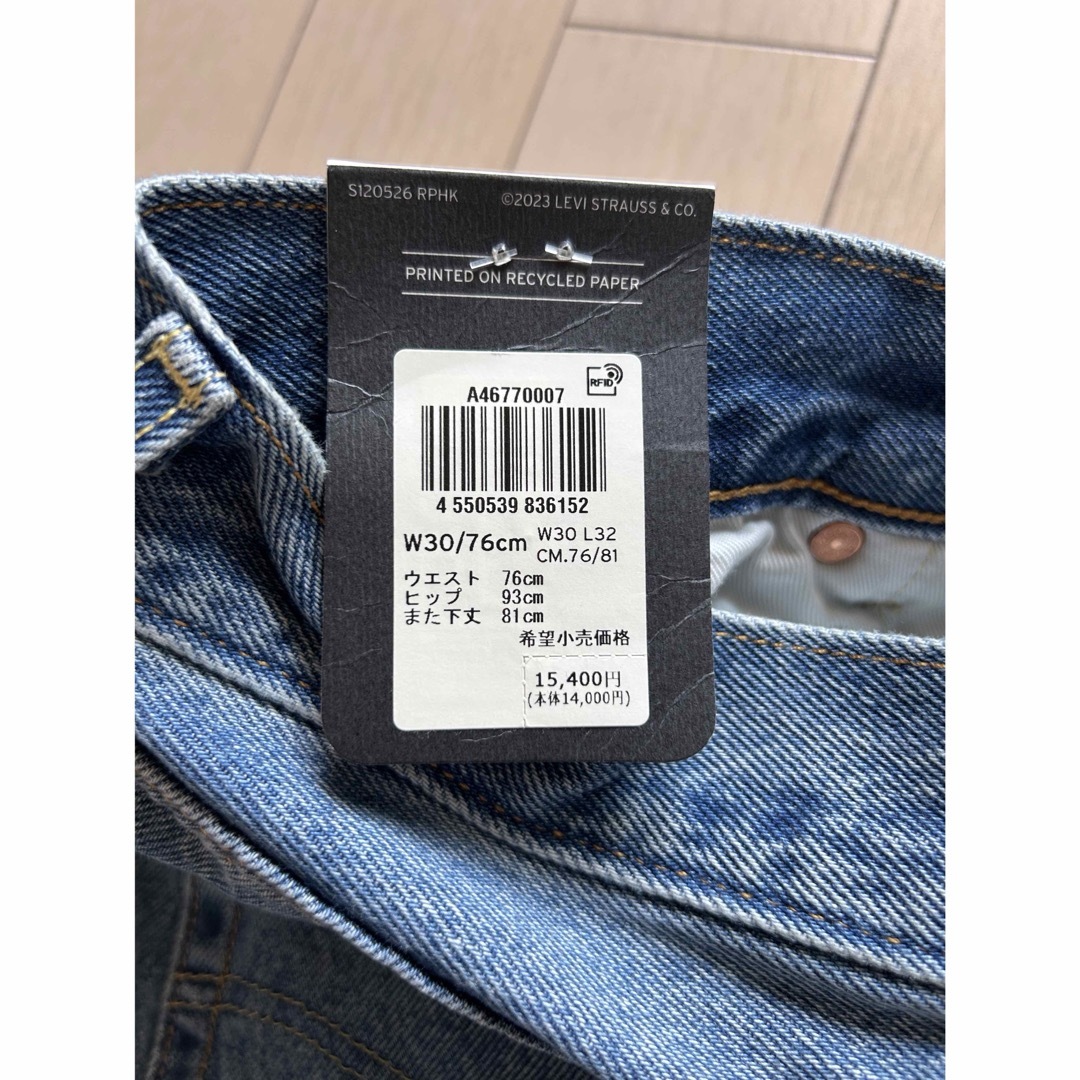 S120526 RPHK ©2023 LEVI STRAUSS & CO.
PRINTED ON RECYCLED PAPER
RFID
A46770007
4 550539 836152
W30/76cm W30 L32
CM.76/81
ウエスト 76cm
ヒップ 93cm
また下丈 81cm
希望小売価格
15,400円
(本体14,000円)